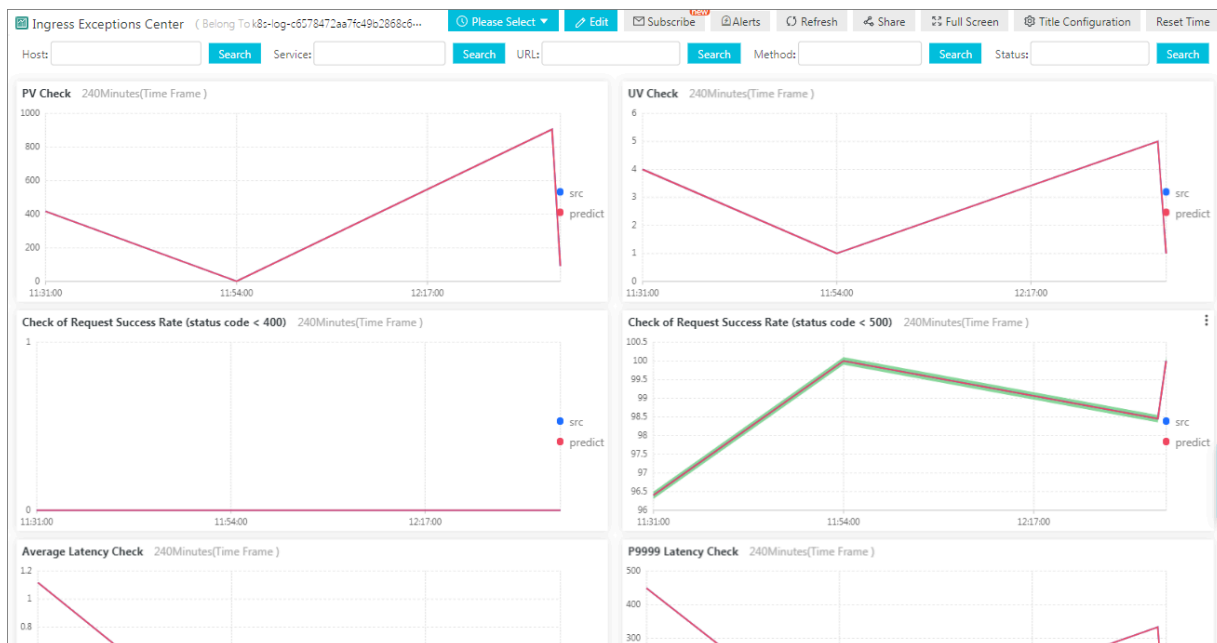 Ingress Exceptions Center ( Belong To k8s-log-c6578472aa7fc49b2868c6··· Please Select Edit Subscribe new Alerts Refresh Share Full Screen Title Configuration Reset Time
Host: Search Service: Search URL: Search Method: Search Status: Search
PV Check 240Minutes(Time Frame )
1000
800
600
400
200
0
11:31:00 11:54:00 12:17:00
src
predict
UV Check 240Minutes(Time Frame )
6
5
4
3
2
1
0
11:31:00 11:54:00 12:17:00
src
predict
Check of Request Success Rate (status code < 400) 240Minutes(Time Frame )
1
0
11:31:00 11:54:00 12:17:00
src
predict
Check of Request Success Rate (status code < 500) 240Minutes(Time Frame )
100.5
100
99.5
99
98.5
98
97.5
97
96.5
96
11:31:00 11:54:00 12:17:00
src
predict
Average Latency Check 240Minutes(Time Frame )
1.2
1
0.8
P9999 Latency Check 240Minutes(Time Frame )
500
400
300